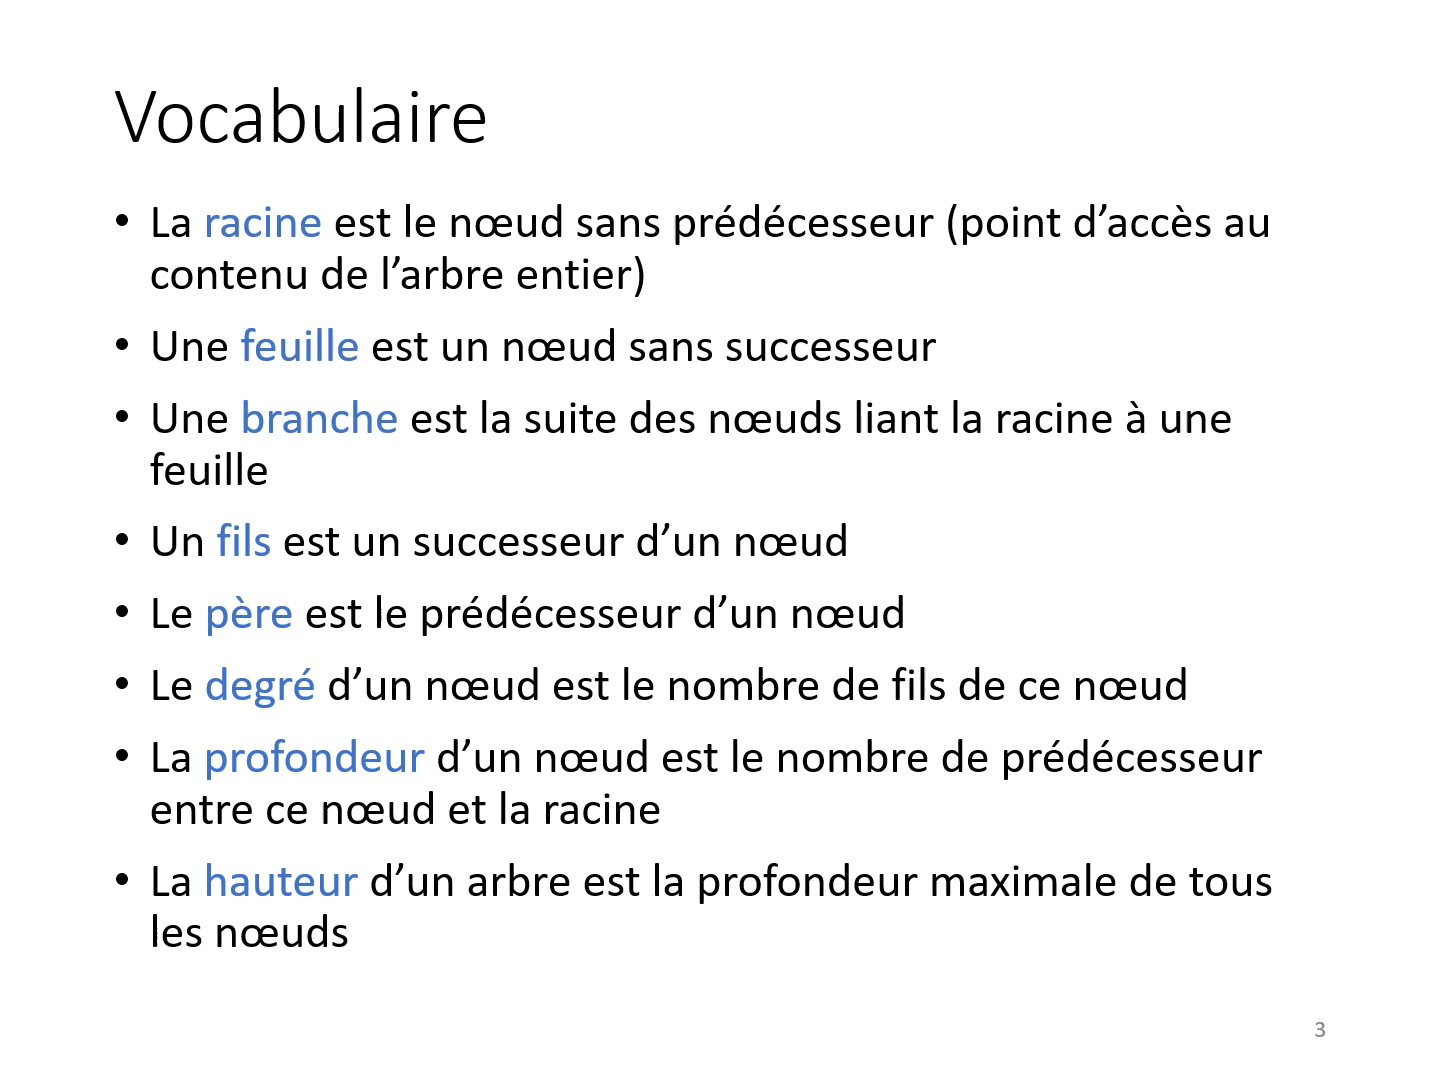 Vocabulaire
• La racine est le nœud sans prédécesseur (point d’accès au
contenu de l’arbre entier)
• Une feuille est un nœud sans successeur
• Une branche est la suite des nœuds liant la racine à une
feuille
• Un fils est un successeur d’un nœud
• Le père est le prédécesseur d’un nœud
• Le degré d’un nœud est le nombre de fils de ce nœud
• La profondeur d’un nœud est le nombre de prédécesseur
entre ce nœud et la racine
• La hauteur d’un arbre est la profondeur maximale de tous
les nœuds
3